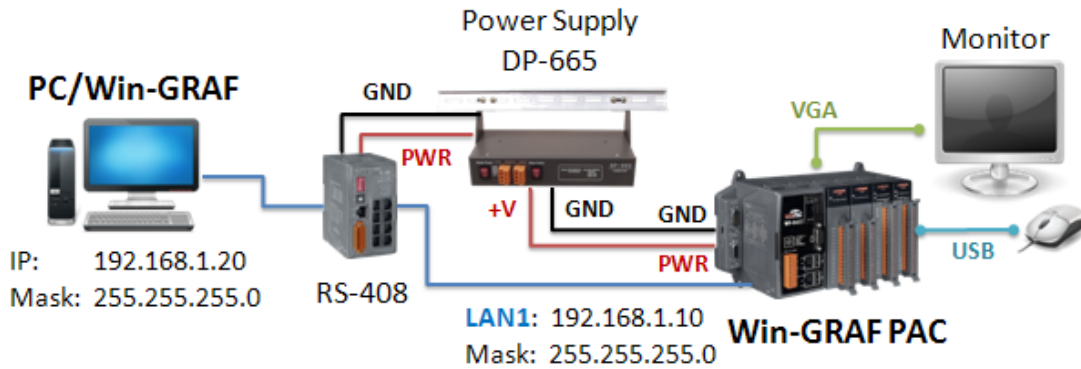 Power Supply
DP-665
Monitor
PC/Win-GRAF
GND
VGA
PWR
+V
GND
GND
PWR
USB
IP: 192.168.1.20
Mask: 255.255.255.0
RS-408
LAN1: 192.168.1.10
Mask: 255.255.255.0
Win-GRAF PAC